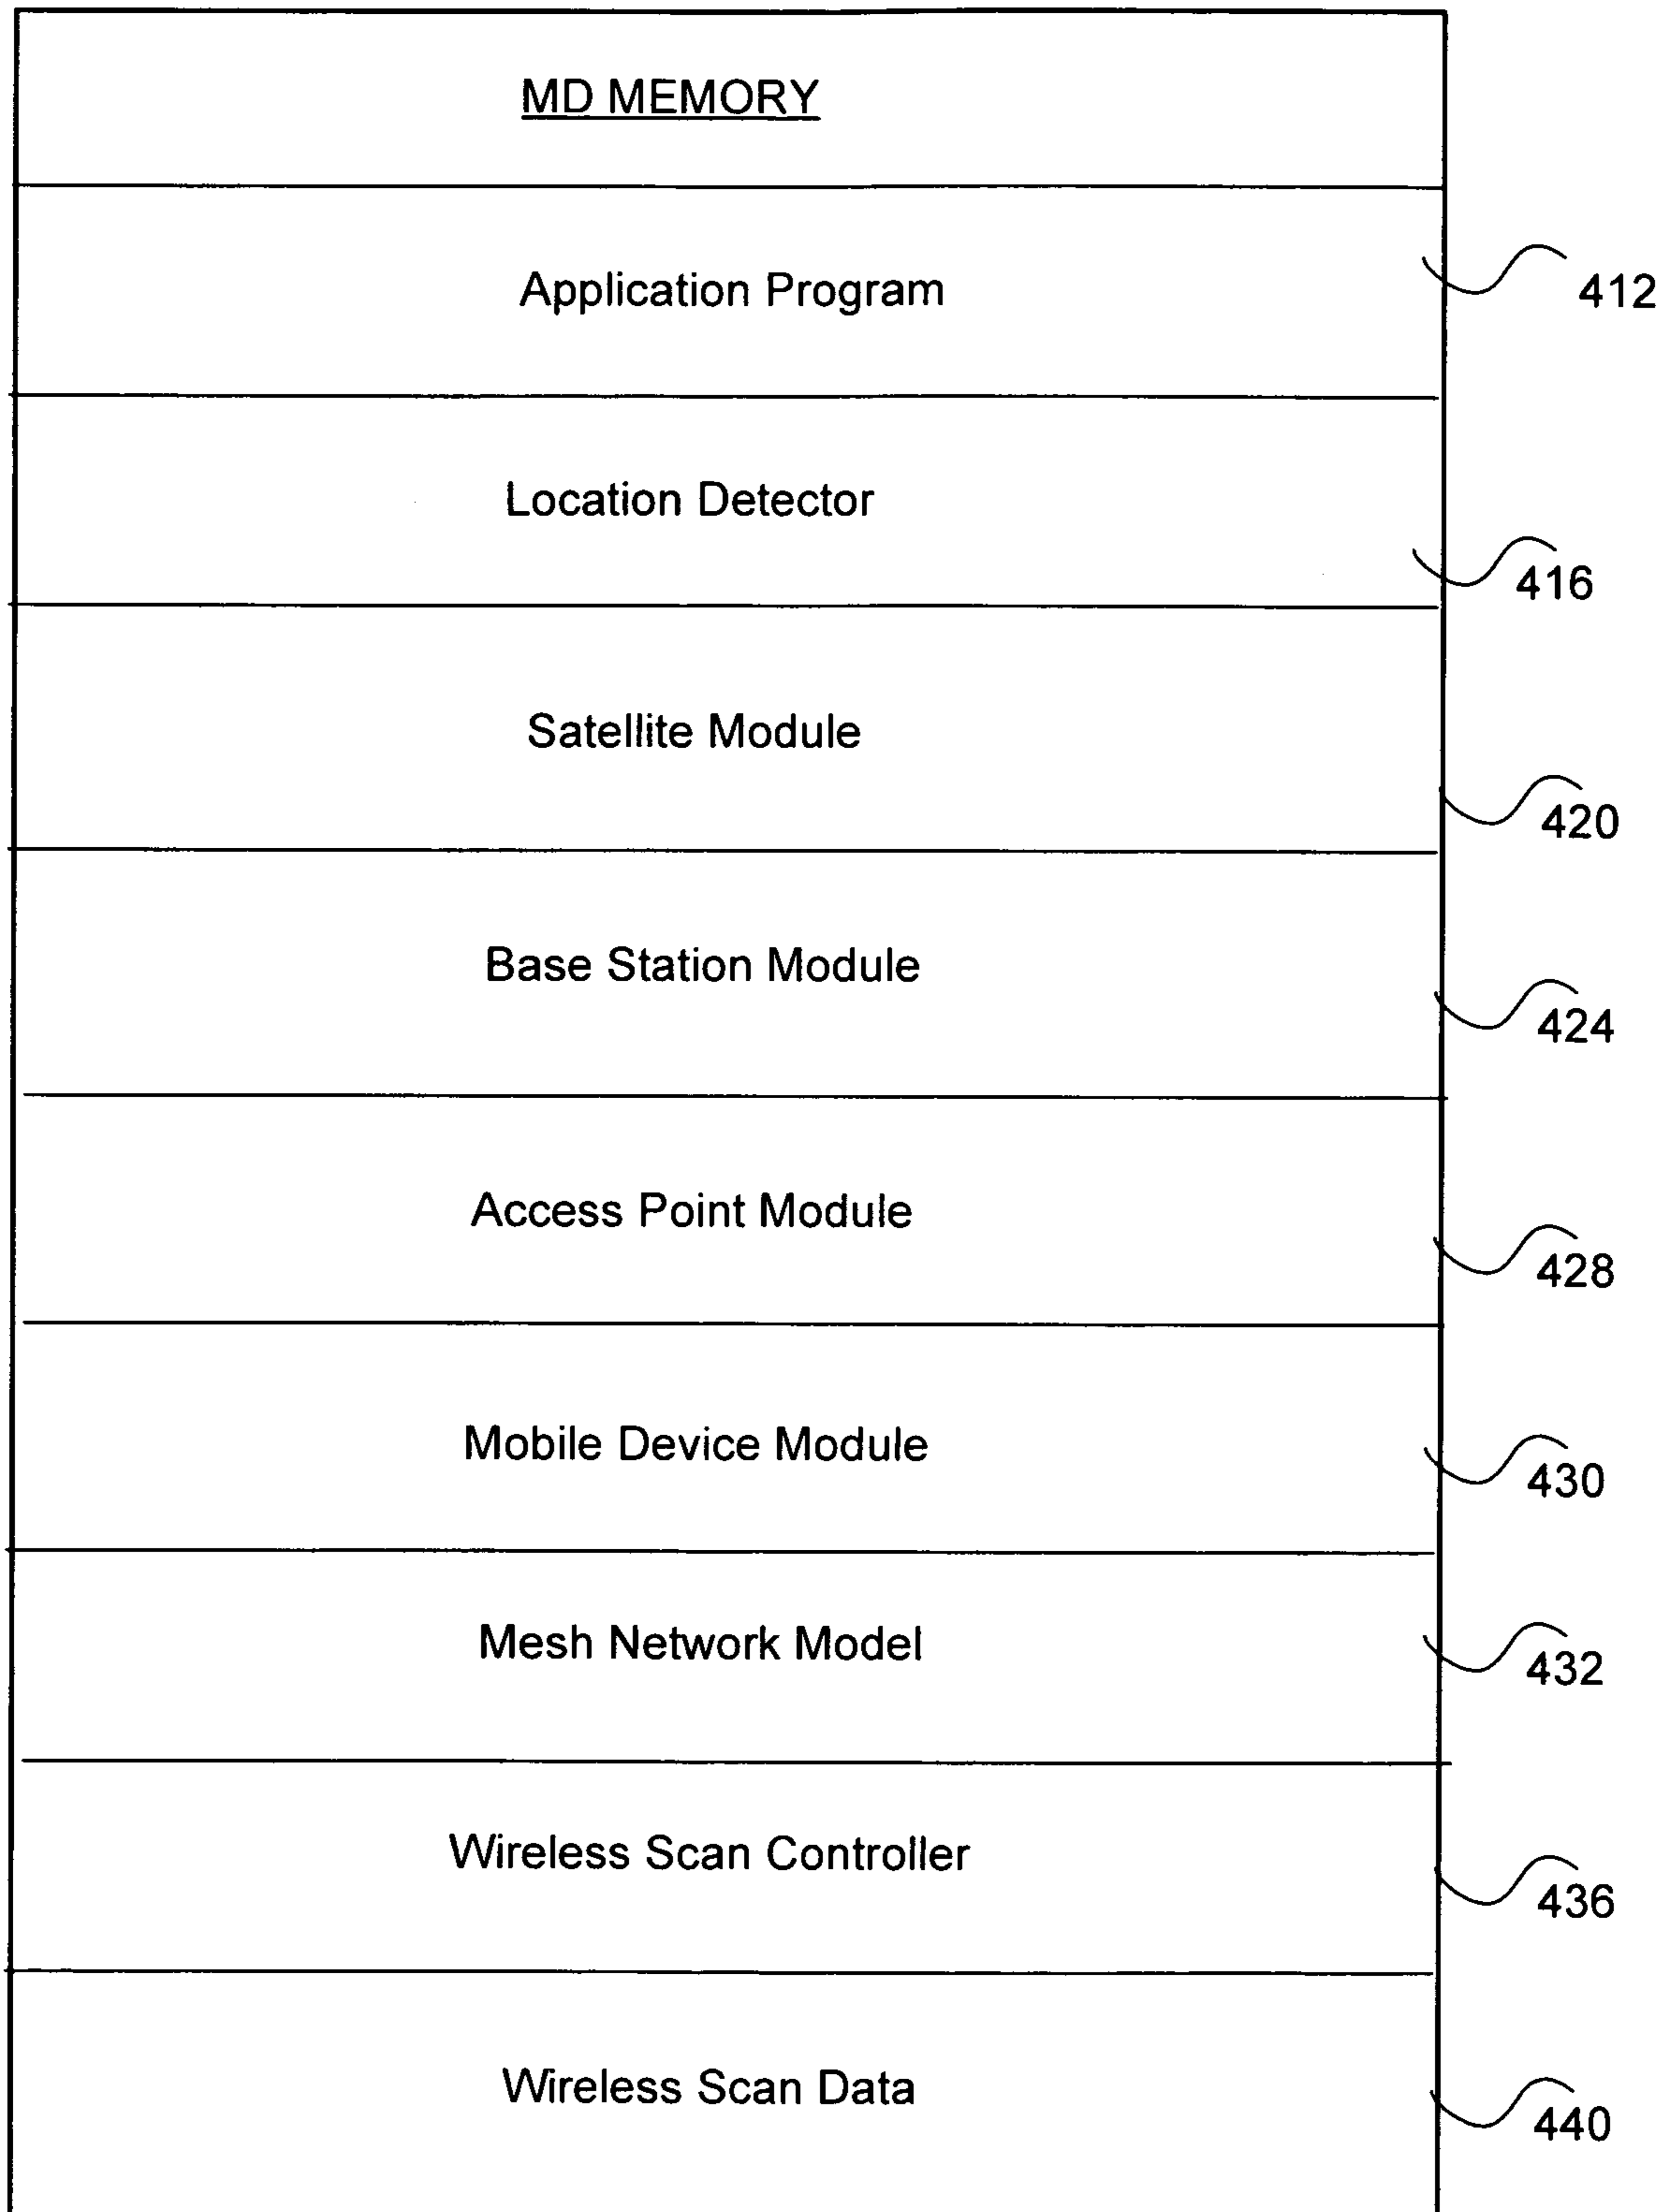 MD MEMORY
Application Program
412
Location Detector
416
Satellite Module
420
Base Station Module
424
Access Point Module
428
Mobile Device Module
430
Mesh Network Model
432
Wireless Scan Controller
436
Wireless Scan Data
440